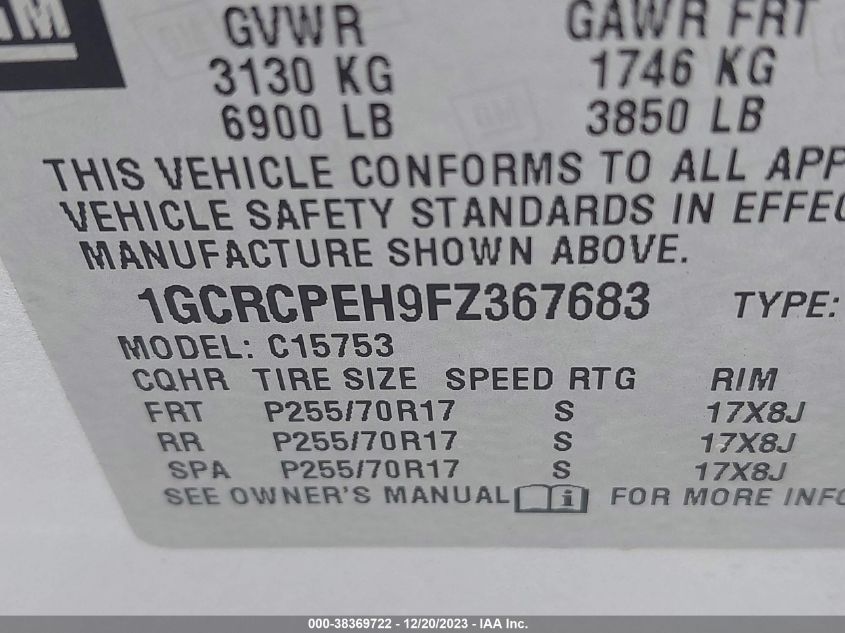 GM
GVWR GAWR FRT
3130 KG 1746 KG
6900 LB 3850 LB
THIS VEHICLE CONFORMS TO ALL APP
VEHICLE SAFETY STANDARDS IN EFFEC
MANUFACTURE SHOWN ABOVE.
1GCRCPEH9FZ367683 TYPE:
MODEL: C15753
CQHR TIRE SIZE SPEED RTG RIM
FRT P255/70R17 S 17X8J
RR P255/70R17 S 17X8J
SPA P255/70R17 S 17X8J
SEE OWNER'S MANUAL i FOR MORE INFO
000-38369722 - 12/20/2023 - IAA Inc.